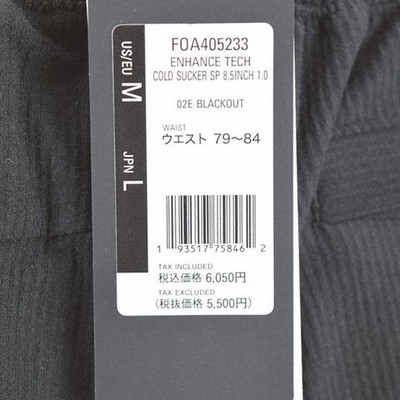 US/EU M
JPN L
FOA405233
ENHANCE TECH
COLD SUCKER SP 8.5INCH 1.0
02E BLACKOUT
WAIST
ウエスト 79〜84
1 93517 75846 2
TAX INCLUDED
税込価格 6,050円
TAX EXCLUDED
(税抜価格 5,500円)